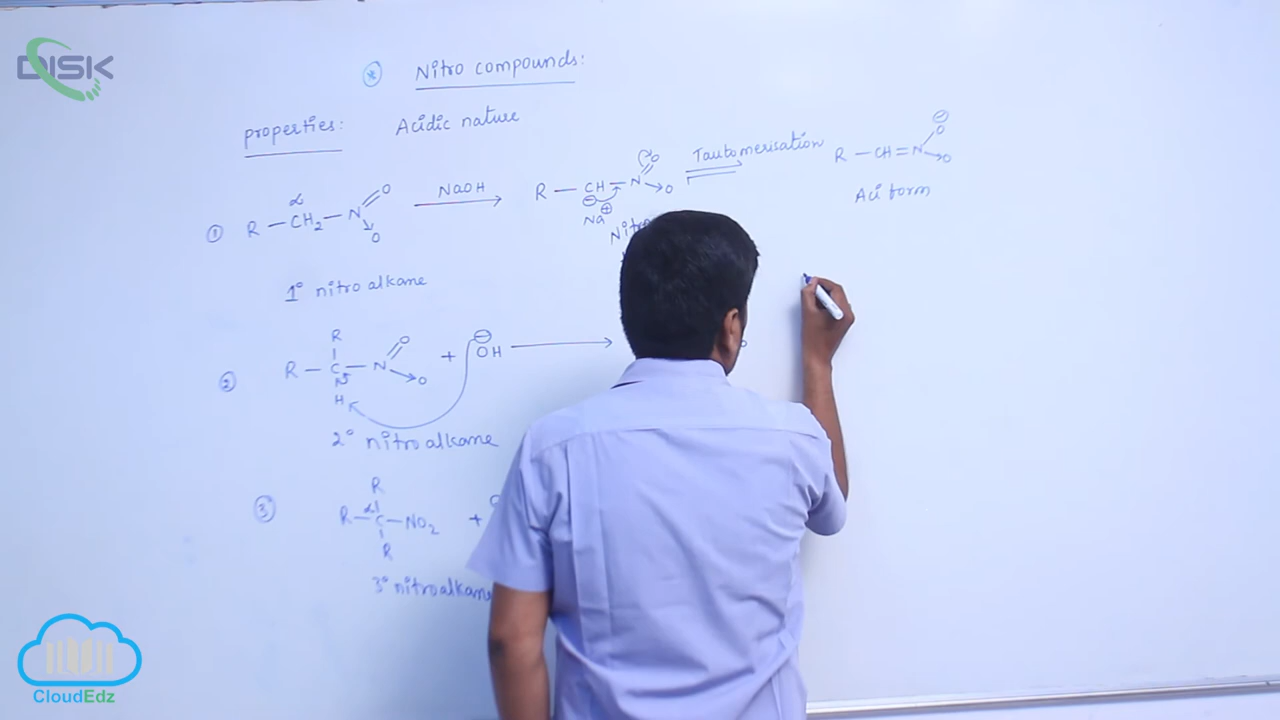 DISK
* Nitro compounds:
properties: Acidic nature
① R — CH2 — N = O → O
α
NaOH
R — CH — N = O → O
⊖
Na⊕
Nitro
Tautomerisation
R — CH = N — O⊖ → O
Aci form
1° nitro alkane
② R — C — N = O → O
R
H
+ ⊖OH
2° nitroalkane
③ R — C — NO2 +
R
α
R
3° nitroalkane
CloudEdz